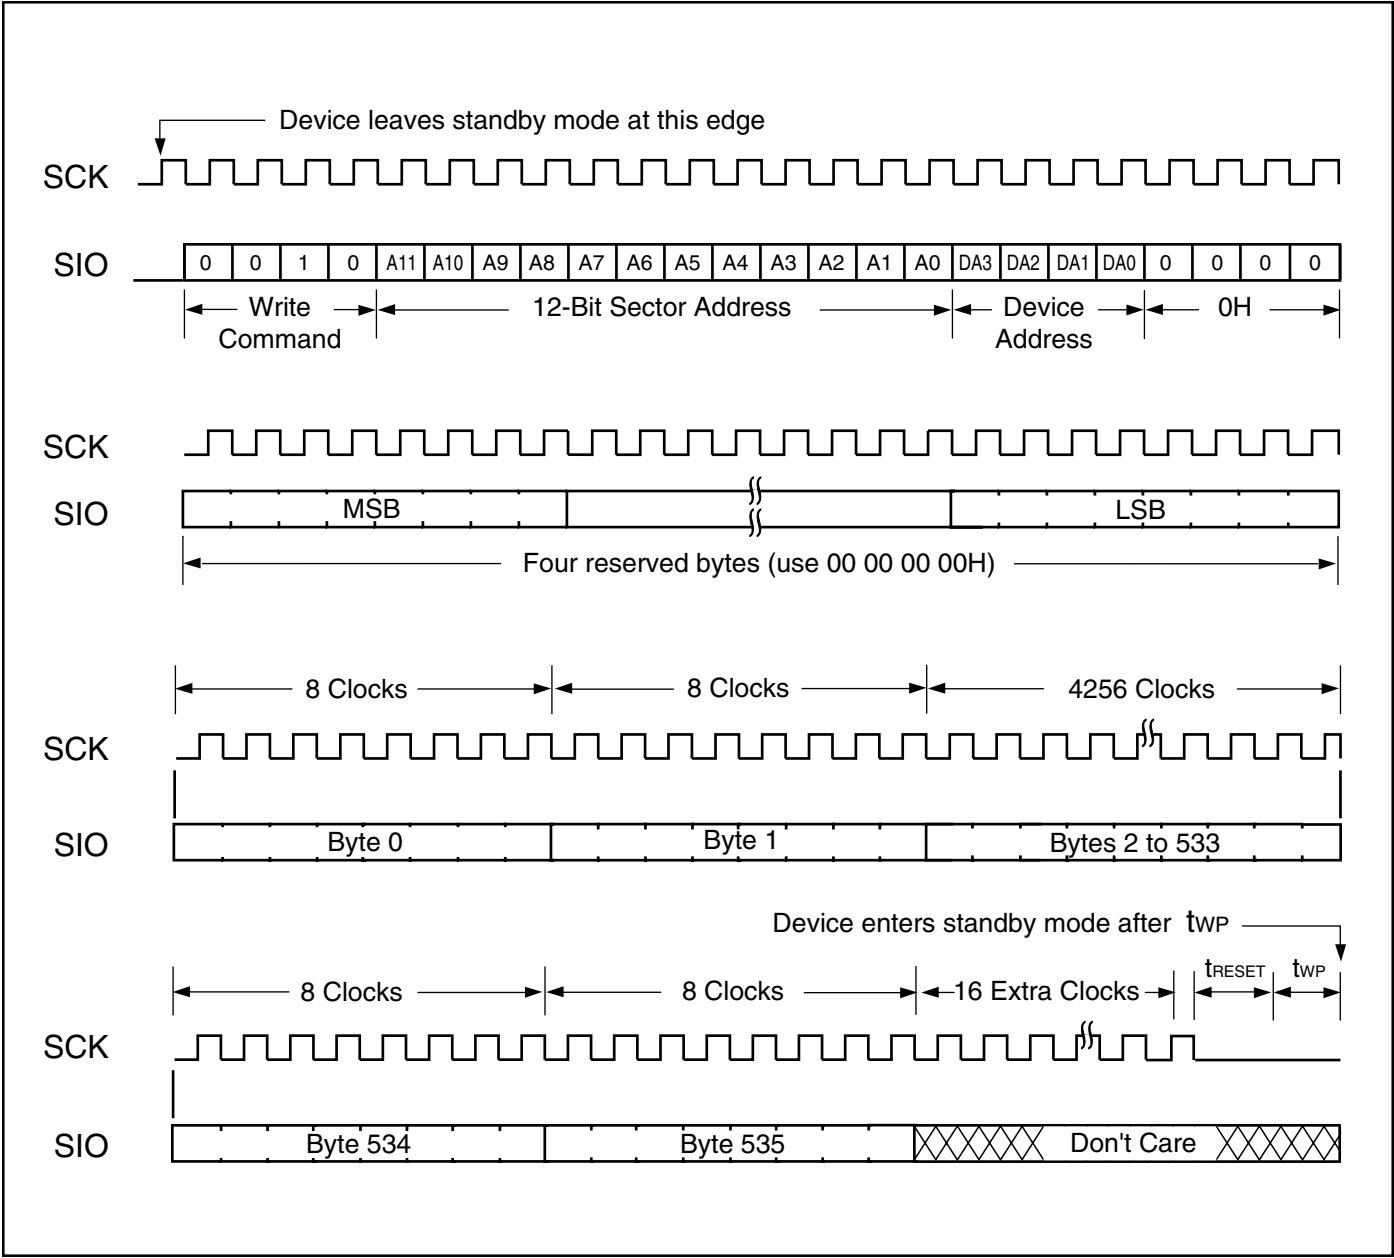 Device leaves standby mode at this edge
SCK
SIO 0 0 1 0 A11 A10 A9 A8 A7 A6 A5 A4 A3 A2 A1 A0 DA3 DA2 DA1 DA0 0 0 0 0
Write Command 12-Bit Sector Address Device Address 0H
SCK
SIO MSB LSB
Four reserved bytes (use 00 00 00 00H)
8 Clocks 8 Clocks 4256 Clocks
SCK
SIO Byte 0 Byte 1 Bytes 2 to 533
Device enters standby mode after tWP
8 Clocks 8 Clocks 16 Extra Clocks tRESET tWP
SCK
SIO Byte 534 Byte 535 Don't Care